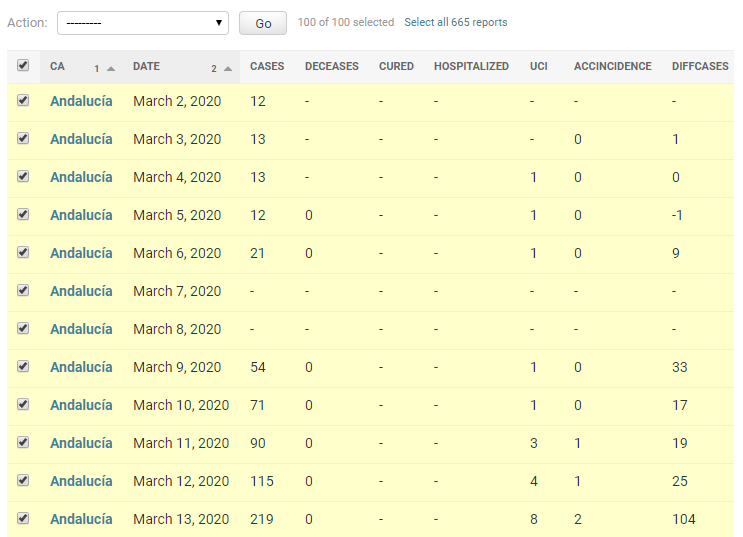 Action: --------- Go 100 of 100 selected Select all 665 reports
CA 1 DATE 2 CASES DECEASES CURED HOSPITALIZED UCI ACCINCIDENCE DIFFCASES
Andalucía March 2, 2020 12 - - - - - -
Andalucía March 3, 2020 13 - - - - 0 1
Andalucía March 4, 2020 13 - - - 1 0 0
Andalucía March 5, 2020 12 0 - - 1 0 -1
Andalucía March 6, 2020 21 0 - - 1 0 9
Andalucía March 7, 2020 - - - - - - -
Andalucía March 8, 2020 - - - - - - -
Andalucía March 9, 2020 54 0 - - 1 0 33
Andalucía March 10, 2020 71 0 - - 1 0 17
Andalucía March 11, 2020 90 0 - - 3 1 19
Andalucía March 12, 2020 115 0 - - 4 1 25
Andalucía March 13, 2020 219 0 - - 8 2 104